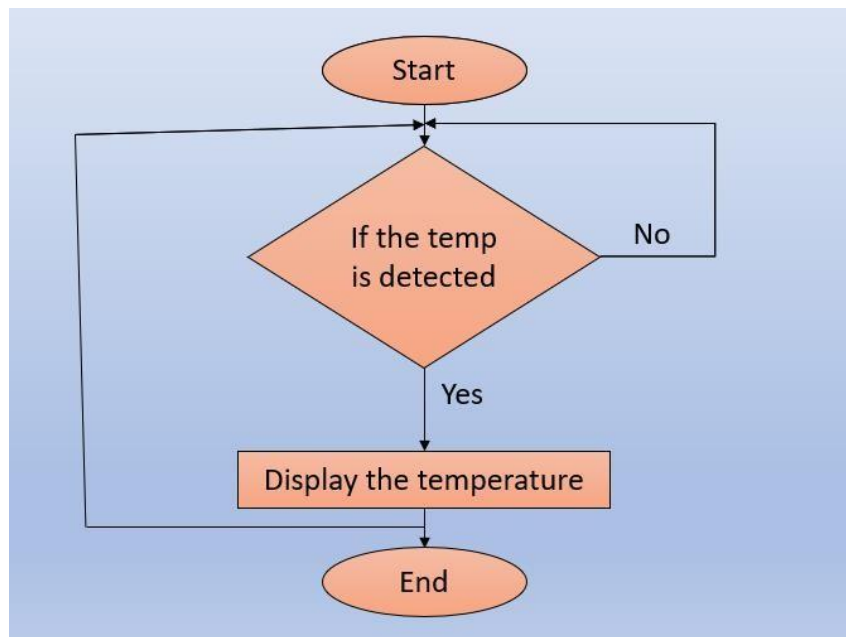 Start
If the temp
is detected
No
Yes
Display the temperature
End